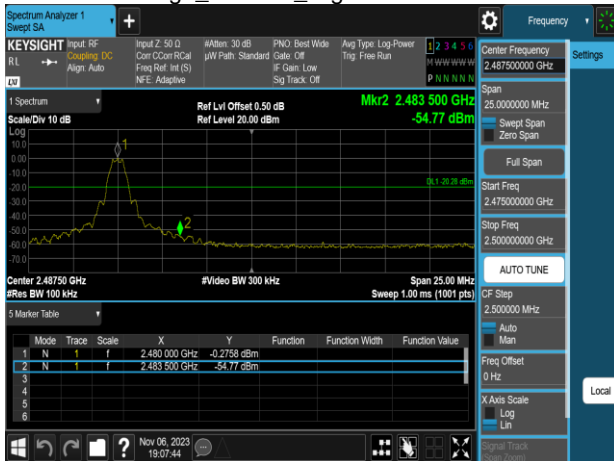 Spectrum Analyzer 1
Swept SA
+
Frequency
KEYSIGHT
RL
LXI
Input: RF
Coupling: DC
Align: Auto
Input Z: 50 Ω
Corr CCorr RCal
Freq Ref: Int (S)
NFE: Adaptive
#Atten: 30 dB
µW Path: Standard
PNO: Best Wide
Gate: Off
IF Gain: Low
Sig Track: Off
Avg Type: Log-Power
Trig: Free Run
1 2 3 4 5 6
M W W W W W
P N N N N N
1 Spectrum
Scale/Div 10 dB
Ref Lvl Offset 0.50 dB
Ref Level 20.00 dBm
Mkr2 2.483 500 GHz
-54.77 dBm
Log
10.0
0.00
-10.0
-20.0
-30.0
-40.0
-50.0
-60.0
-70.0
1
2
DL1 -20.28 dBm
Center 2.48750 GHz
#Res BW 100 kHz
#Video BW 300 kHz
Span 25.00 MHz
Sweep 1.00 ms (1001 pts)
5 Marker Table
Mode Trace Scale X Y Function Function Width Function Value
1 N 1 f 2.480 000 GHz -0.2758 dBm
2 N 1 f 2.483 500 GHz -54.77 dBm
3
4
5
6
Nov 06, 2023
19:07:44
?
Center Frequency
2.487500000 GHz
Settings
Span
25.0000000 MHz
Swept Span
Zero Span
Full Span
Start Freq
2.475000000 GHz
Stop Freq
2.500000000 GHz
AUTO TUNE
CF Step
2.500000 MHz
Auto
Man
Freq Offset
0 Hz
X Axis Scale
Log
Lin
Local
Signal Track
(Span Zoom)